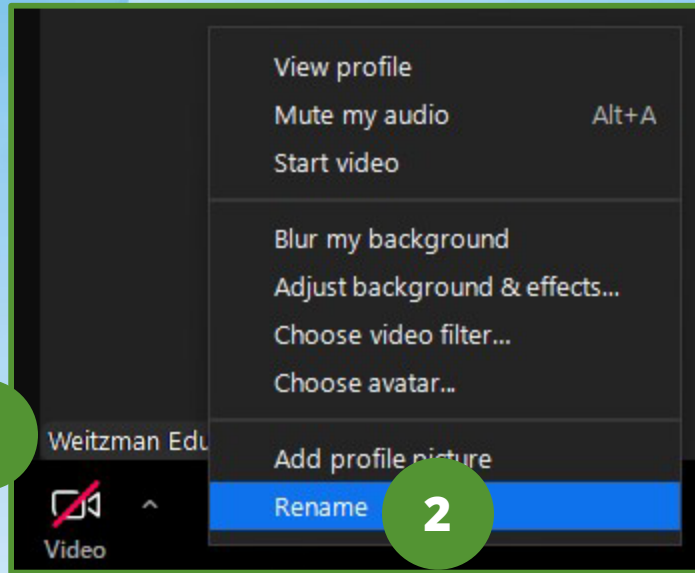 View profile
Mute my audio Alt+A
Start video
Blur my background
Adjust background & effects...
Choose video filter...
Choose avatar...
Weitzman Edu
Add profile picture
Rename 2
Video